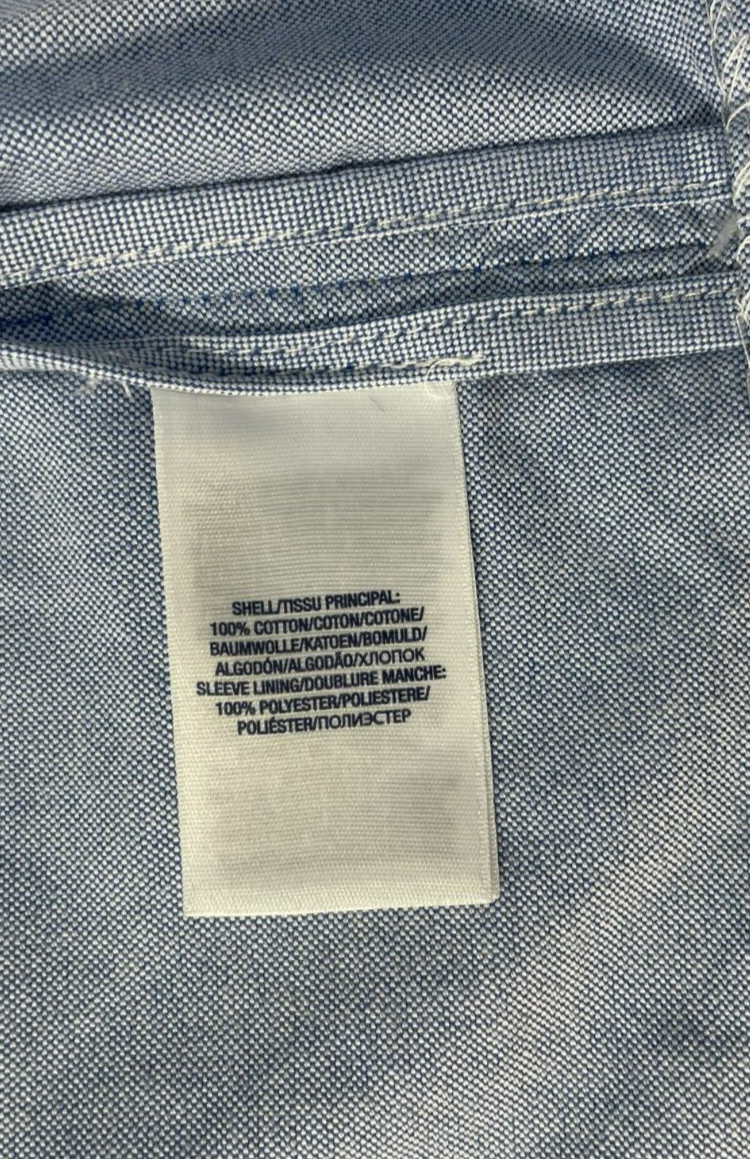 SHELL/TISSU PRINCIPAL:
100% COTTON/COTON/COTONE/
BAUMWOLLE/KATOEN/BOMULD/
ALGODÓN/ALGODÃO/ХЛОПОК
SLEEVE LINING/DOUBLURE MANCHE:
100% POLYESTER/POLIESTERE/
POLIÉSTER/ПОЛИЭСТЕР